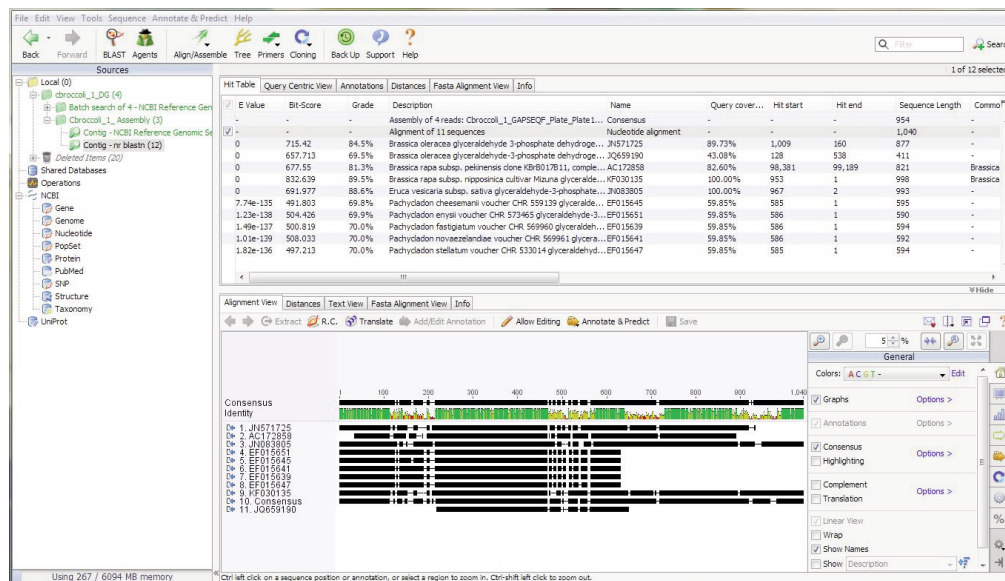 File Edit View Tools Sequence Annotate & Predict Help
Back Forward BLAST Agents Align/Assemble Tree Primers Cloning Back Up Support Help
Filter
Sources
1 of 12 selected
Local (0)
cbroccoli_1_DG (4)
Batch search of 4 - NCBI Reference Gen
Cbroccoli_1_Assembly (3)
Contig - NCBI Reference Genomic Se
Contig - nr blastn (12)
Deleted Items (20)
Shared Databases
Operations
NCBI
Gene
Genome
Nucleotide
PopSet
Protein
PubMed
SNP
Structure
Taxonomy
UniProt
Hit Table Query Centric View Annotations Distances Fasta Alignment View Info
E Value Bit-Score Grade Description Name Query cover... Hit start Hit end Sequence Length Commo
- - - Assembly of 4 reads: Cbroccoli_1_GAPSEQF_Plate_Plate1... Consensus - - - 954 -
- - - Alignment of 11 sequences Nucleotide alignment - - - 1,040 -
0 715.42 84.5% Brassica oleracea glyceraldehyde 3-phosphate dehydroge... JN571725 89.73% 1,009 160 877 -
0 657.713 69.5% Brassica oleracea glyceraldehyde-3-phosphate dehydroge... JQ659190 43.08% 128 538 411 -
0 677.55 81.3% Brassica rapa subsp. pekinensis clone KBrB017B11, comple... AC172858 82.60% 98,381 99,189 821 Brassica
0 832.639 89.5% Brassica rapa subsp. nipposinica cultivar Mizuna glyceralde... KF030135 100.00% 1 953 998 Brassica
0 691.977 88.6% Eruca vesicaria subsp. sativa glyceraldehyde-3-phosphate... JN083805 100.00% 967 2 993 -
7.74e-135 491.803 69.8% Pachycladon cheesemanii voucher CHR 559139 glyceralde... EF015645 59.85% 585 1 595 -
1.23e-138 504.426 69.9% Pachycladon enysii voucher CHR 573465 glyceraldehyde-3... EF015651 59.85% 586 1 590 -
1.49e-137 500.819 70.0% Pachycladon fastigiatum voucher CHR 569960 glyceraldeh... EF015639 59.85% 586 1 594 -
1.01e-139 508.033 70.0% Pachycladon novaezelandiae voucher CHR 569961 glycera... EF015641 59.85% 586 1 592 -
1.82e-136 497.213 70.0% Pachycladon stellatum voucher CHR 533014 glyceraldehyd... EF015647 59.85% 585 1 594 -
Hide
Alignment View Distances Text View Fasta Alignment View Info
Extract R.C. Translate Add/Edit Annotation Allow Editing Annotate & Predict Save
5 %
General
Colors: A C G T - Edit
Graphs Options >
Annotations Options >
Consensus Options >
Highlighting
Complement Options >
Translation
Linear View
Wrap
Show Names
Show Description
1 100 200 300 400 500 600 700 800 900 1,040
Consensus
Identity
1. JN571725
2. AC172858
3. JN083805
4. EF015651
5. EF015645
6. EF015641
7. EF015639
8. EF015647
9. KF030135
10. Consensus
11. JQ659190
Using 267 / 6094 MB memory
Ctrl left click on a sequence position or annotation, or select a region to zoom in. Ctrl-shift left click to zoom out.